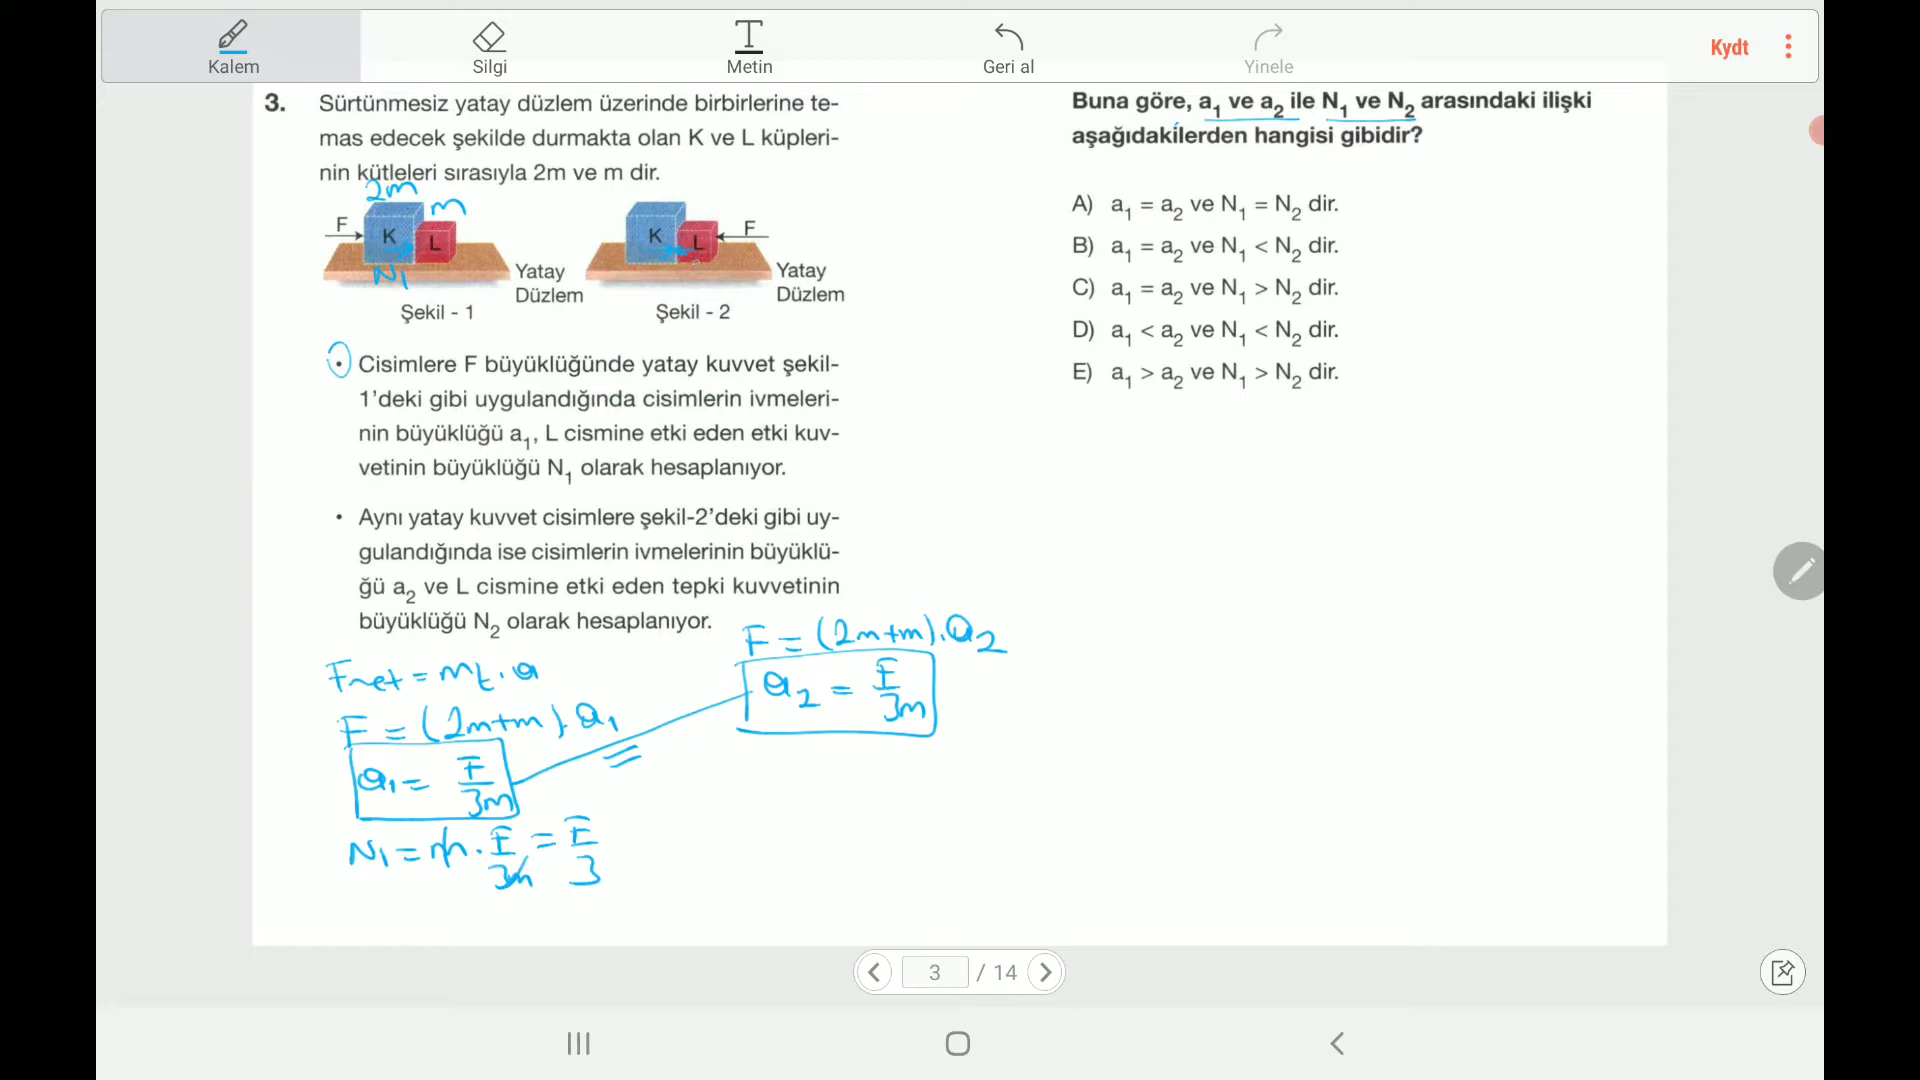 Kalem
Silgi
Metin
Geri al
Yinele
Kydt
3. Sürtünmesiz yatay düzlem üzerinde birbirlerine te-
mas edecek şekilde durmakta olan K ve L küpleri-
nin kütleleri sırasıyla 2m ve m dir.
2m
m
F
K
L
N1
Yatay
Düzlem
Şekil - 1
K
L
F
Yatay
Düzlem
Şekil - 2
• Cisimlere F büyüklüğünde yatay kuvvet şekil-
1'deki gibi uygulandığında cisimlerin ivmeleri-
nin büyüklüğü a1, L cismine etki eden etki kuv-
vetinin büyüklüğü N1 olarak hesaplanıyor.
• Aynı yatay kuvvet cisimlere şekil-2'deki gibi uy-
gulandığında ise cisimlerin ivmelerinin büyüklü-
ğü a2 ve L cismine etki eden tepki kuvvetinin
büyüklüğü N2 olarak hesaplanıyor.
Fnet = mt . a
F = (2m+m). a1
a1 = F/3m
N1 = m . F/3m = F/3
F = (2m+m). a2
a2 = F/3m
Buna göre, a1 ve a2 ile N1 ve N2 arasındaki ilişki
aşağıdakilerden hangisi gibidir?
A) a1 = a2 ve N1 = N2 dir.
B) a1 = a2 ve N1 < N2 dir.
C) a1 = a2 ve N1 > N2 dir.
D) a1 < a2 ve N1 < N2 dir.
E) a1 > a2 ve N1 > N2 dir.
3 / 14